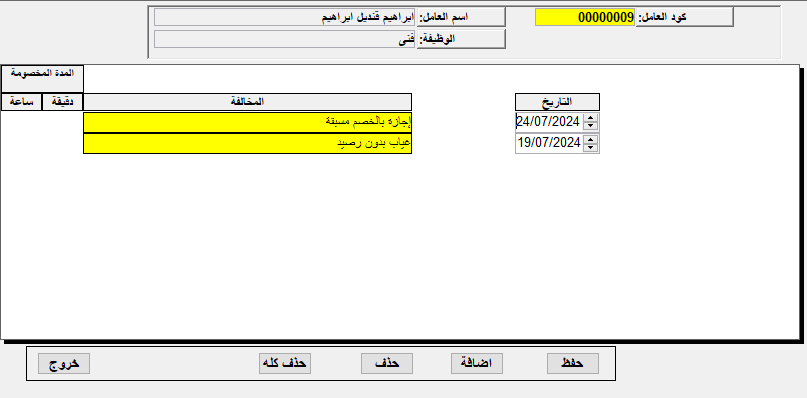 كود العامل: 00000009 اسم العامل: ابراهيم قنديل ابراهيم
الوظيفة: فنى
المدة المخصومة
التاريخ المخالفة دقيقة ساعة
24/07/2024 إجازة بالخصم مسبقة
19/07/2024 غياب بدون رصيد
حفظ اضافة حذف حذف كله خروج